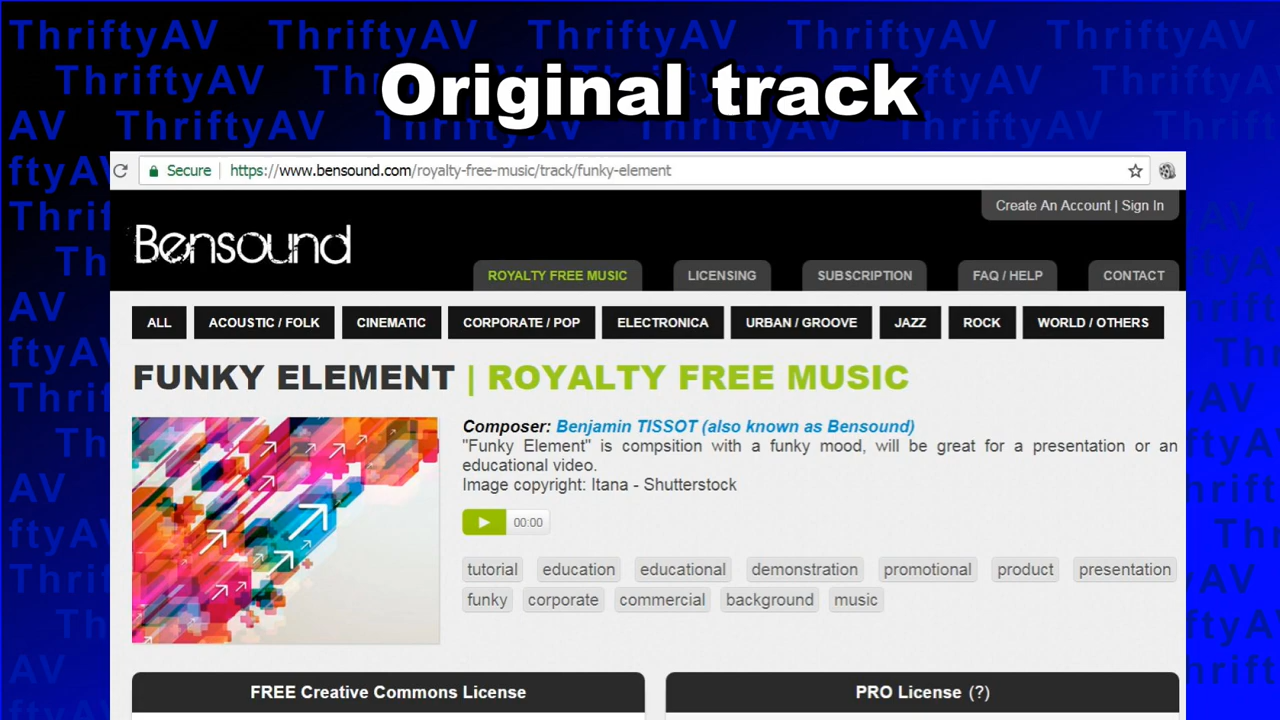 ThriftyAV ThriftyAV ThriftyAV ThriftyAV ThriftyAV
ThriftyAV
Original track
Secure https://www.bensound.com/royalty-free-music/track/funky-element
Create An Account | Sign In
Bensound
ROYALTY FREE MUSIC LICENSING SUBSCRIPTION FAQ / HELP CONTACT
ALL ACOUSTIC / FOLK CINEMATIC CORPORATE / POP ELECTRONICA URBAN / GROOVE JAZZ ROCK WORLD / OTHERS
FUNKY ELEMENT | ROYALTY FREE MUSIC
Composer: Benjamin TISSOT (also known as Bensound)
"Funky Element" is compsition with a funky mood, will be great for a presentation or an
educational video.
Image copyright: Itana - Shutterstock
00:00
tutorial education educational demonstration promotional product presentation
funky corporate commercial background music
FREE Creative Commons License PRO License (?)